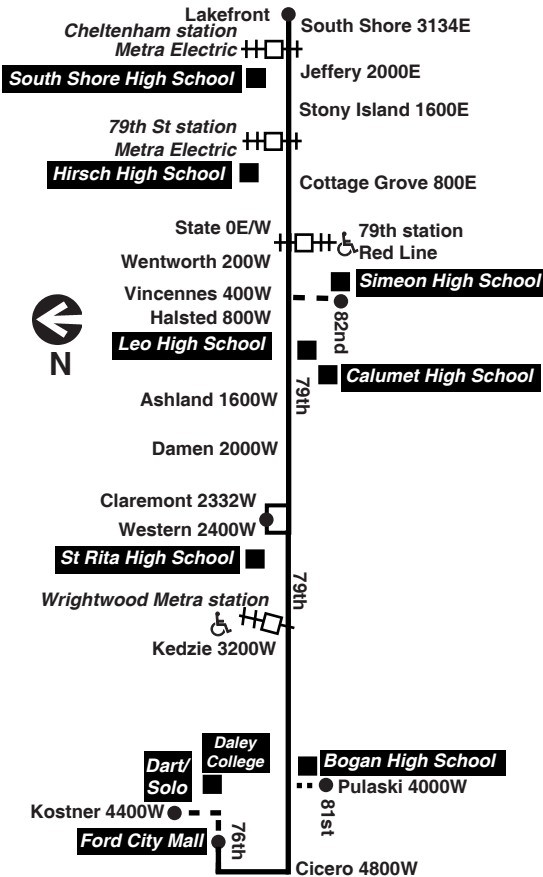 Lakefront
South Shore 3134E
Cheltenham station
Metra Electric
South Shore High School
Jeffery 2000E
Stony Island 1600E
79th St station
Metra Electric
Hirsch High School
Cottage Grove 800E
State 0E/W
79th station
Red Line
Wentworth 200W
Simeon High School
Vincennes 400W
82nd
Halsted 800W
Leo High School
N
Calumet High School
79th
Ashland 1600W
Damen 2000W
Claremont 2332W
Western 2400W
St Rita High School
79th
Wrightwood Metra station
Kedzie 3200W
Daley
College
Bogan High School
Dart/
Solo
Pulaski 4000W
Kostner 4400W
81st
Ford City Mall
76th
Cicero 4800W